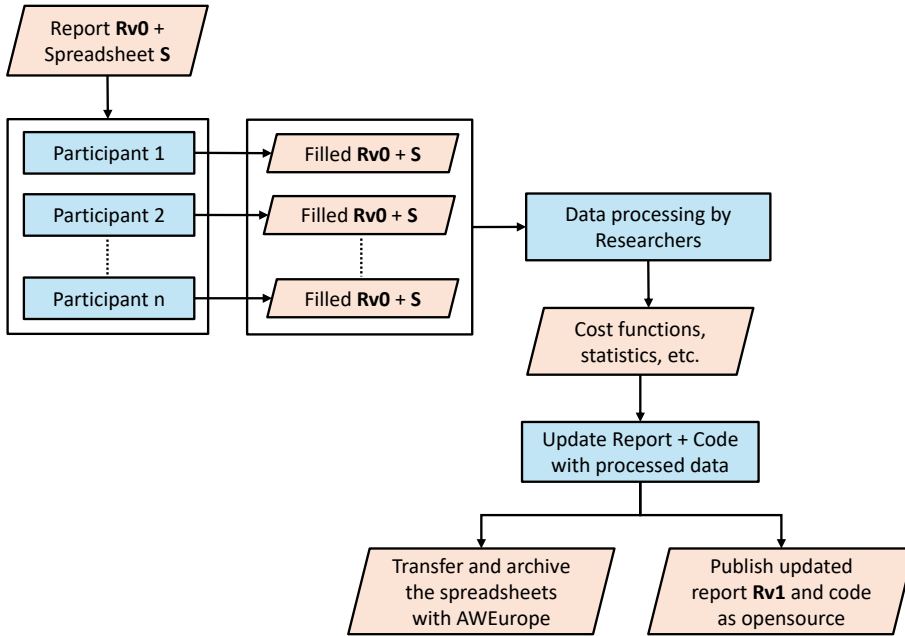 Report Rv0 +
Spreadsheet S
Participant 1
Filled Rv0 + S
Participant 2
Filled Rv0 + S
Participant n
Filled Rv0 + S
Data processing by
Researchers
Cost functions,
statistics, etc.
Update Report + Code
with processed data
Transfer and archive
the spreadsheets
with AWEurope
Publish updated
report Rv1 and code
as opensource